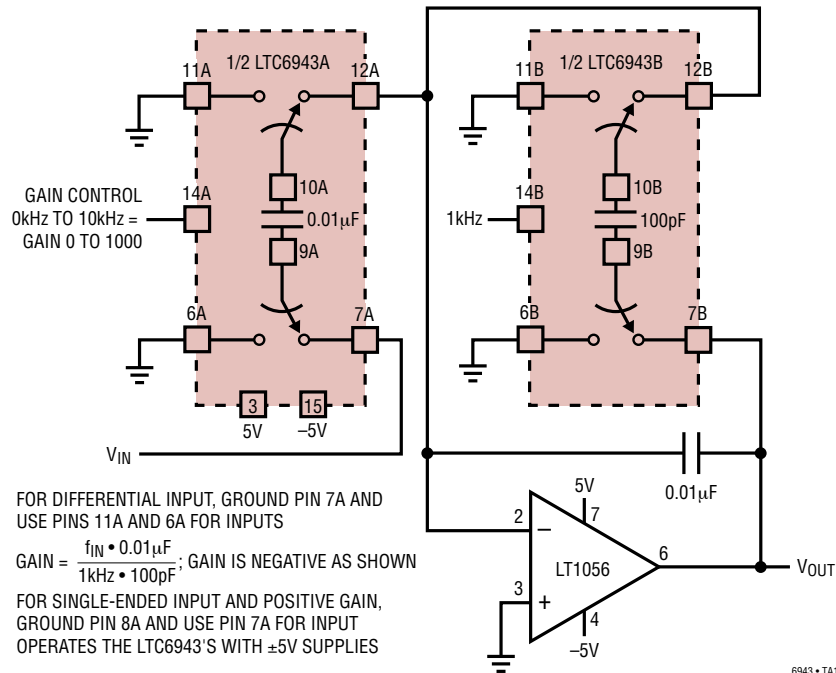 1/2 LTC6943A
11A
12A
10A
0.01µF
9A
GAIN CONTROL
0kHz TO 10kHz =
GAIN 0 TO 1000
14A
6A
7A
3
15
5V
–5V
VIN
1/2 LTC6943B
11B
12B
10B
100pF
9B
1kHz
14B
6B
7B
0.01µF
5V
2
7
–
LT1056
6
VOUT
3
+
4
–5V
FOR DIFFERENTIAL INPUT, GROUND PIN 7A AND
USE PINS 11A AND 6A FOR INPUTS
GAIN = fIN • 0.01µF / 1kHz • 100pF; GAIN IS NEGATIVE AS SHOWN
FOR SINGLE-ENDED INPUT AND POSITIVE GAIN,
GROUND PIN 8A AND USE PIN 7A FOR INPUT
OPERATES THE LTC6943'S WITH ±5V SUPPLIES